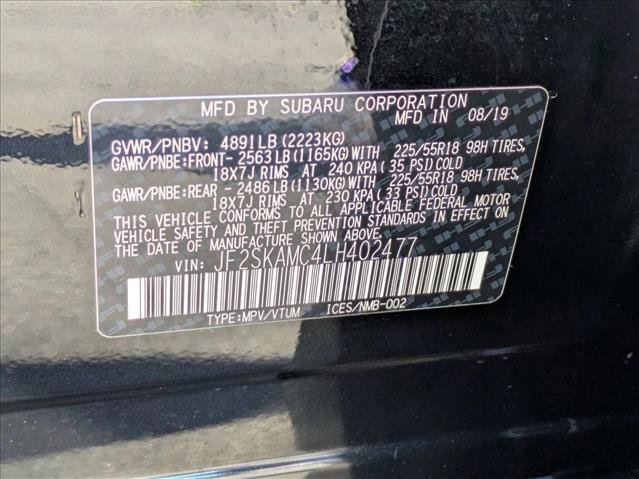 MFD BY SUBARU CORPORATION
MFD IN 08/19
GVWR/PNBV: 4891LB(2223KG)
GAWR/PNBE:FRONT- 2563LB(1165KG)WITH 225/55R18 98H TIRES,
18X7J RIMS AT 240 KPA( 35 PSI)COLD
GAWR/PNBE:REAR - 2486LB(1130KG)WITH 225/55R18 98H TIRES,
18X7J RIMS AT 230 KPA( 33 PSI)COLD
THIS VEHICLE CONFORMS TO ALL APPLICABLE FEDERAL MOTOR
VEHICLE SAFETY AND THEFT PREVENTION STANDARDS IN EFFECT ON
THE DATE OF MANUFACTURE SHOWN ABOVE.
VIN: JF2SKAMC4LH402477
TYPE:MPV/VTUM ICES/NMB-002